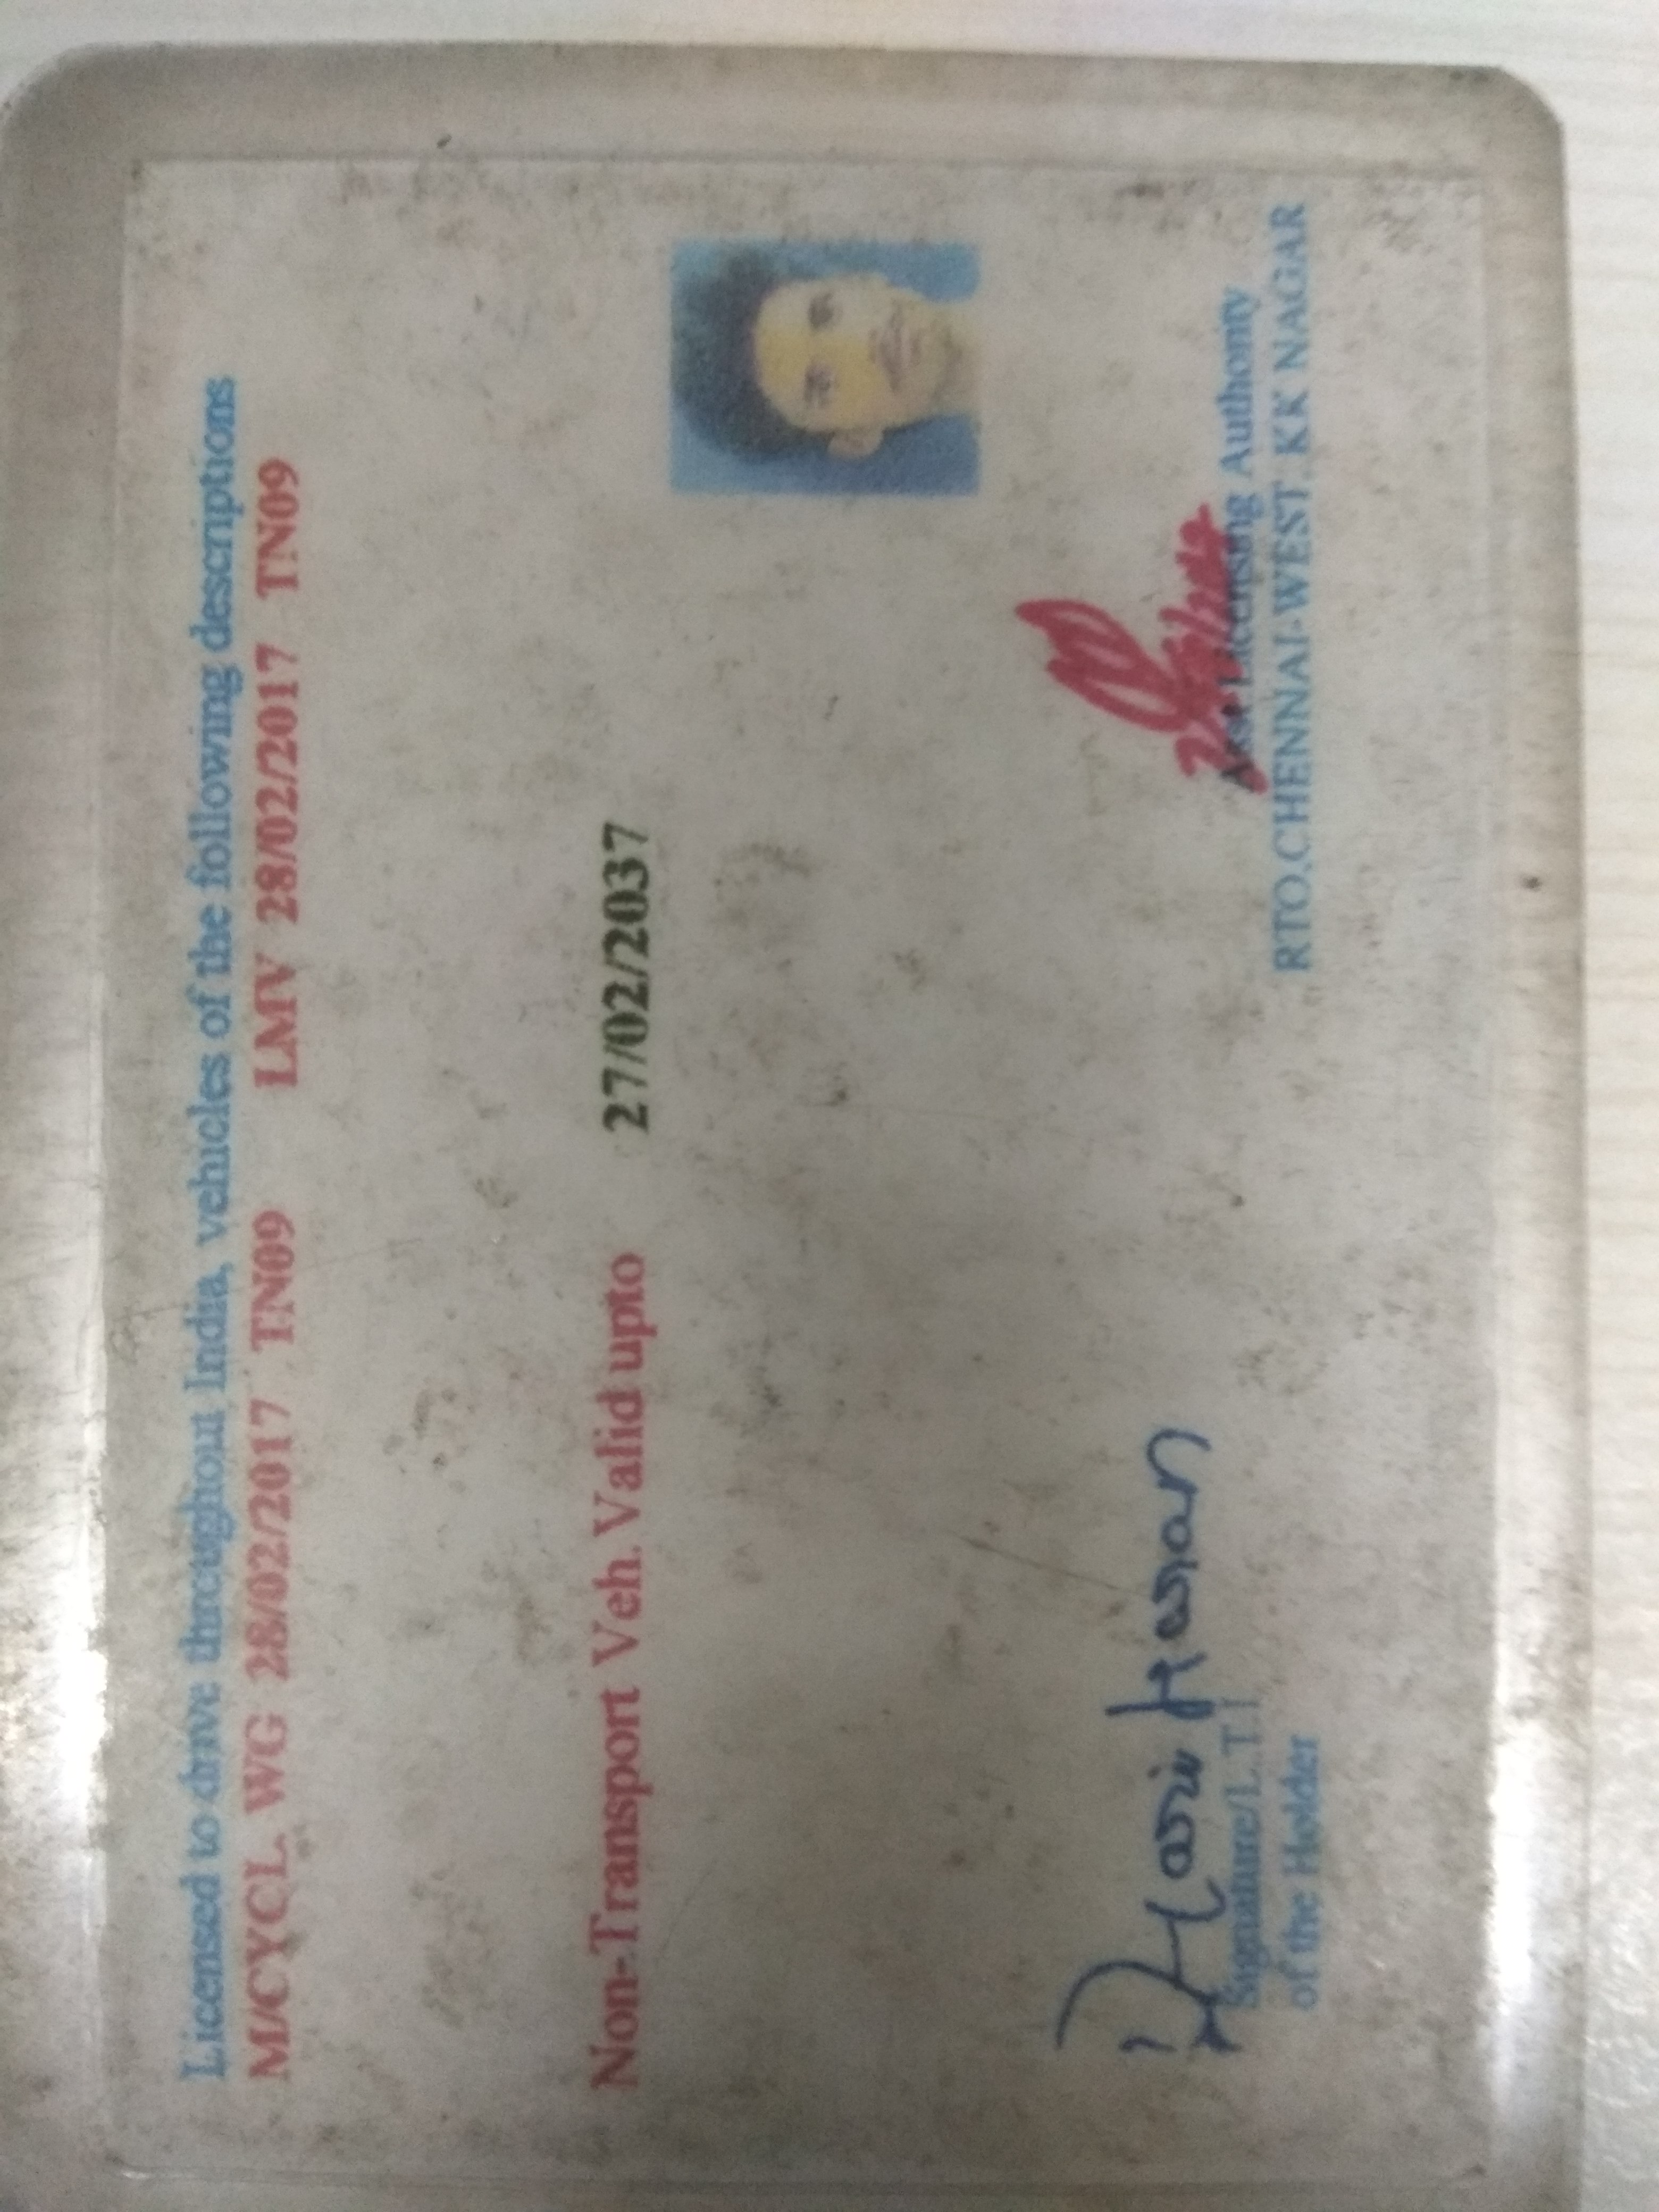 Licensed to drive throughout India, vehicles of the following descriptions
M/CYCL. WG 28/02/2017 TN09 LMV 28/02/2017 TN09
Non-Transport Veh. Valid upto 27/02/2037
Signature/L.T.I
of the Holder
Licensing Authority
RTO,CHENNAI-WEST, KK NAGAR